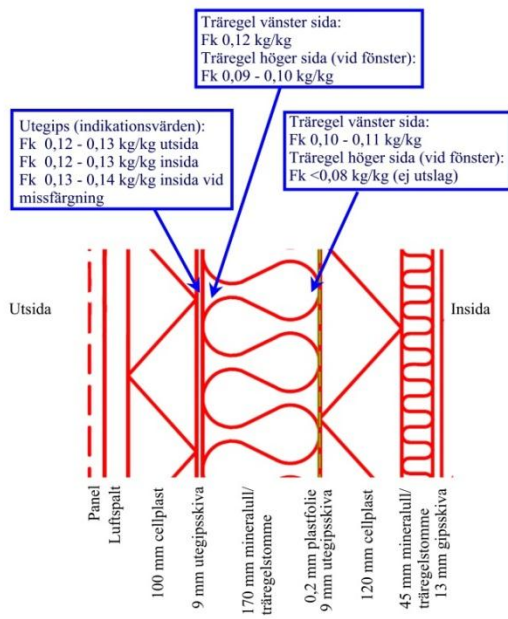 Träregel vänster sida:
Fk 0,12 kg/kg
Träregel höger sida (vid fönster):
Fk 0,09 - 0,10 kg/kg
Utegips (indikationsvärden):
Fk 0,12 - 0,13 kg/kg utsida
Fk 0,12 - 0,13 kg/kg insida
Fk 0,13 - 0,14 kg/kg insida vid
missfärgning
Träregel vänster sida:
Fk 0,10 - 0,11 kg/kg
Träregel höger sida (vid fönster):
Fk <0,08 kg/kg (ej utslag)
Utsida
Insida
Panel
Luftspalt
100 mm cellplast
9 mm utegipsskiva
170 mm mineralull/
träregelstomme
0,2 mm plastfolie
9 mm utegipsskiva
120 mm cellplast
45 mm mineralull/
träregelstomme
13 mm gipsskiva